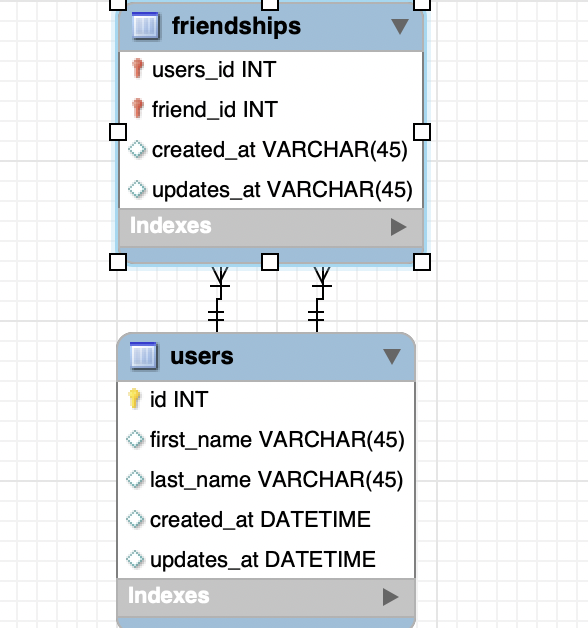 friendships
users_id INT
friend_id INT
created_at VARCHAR(45)
updates_at VARCHAR(45)
Indexes
users
id INT
first_name VARCHAR(45)
last_name VARCHAR(45)
created_at DATETIME
updates_at DATETIME
Indexes